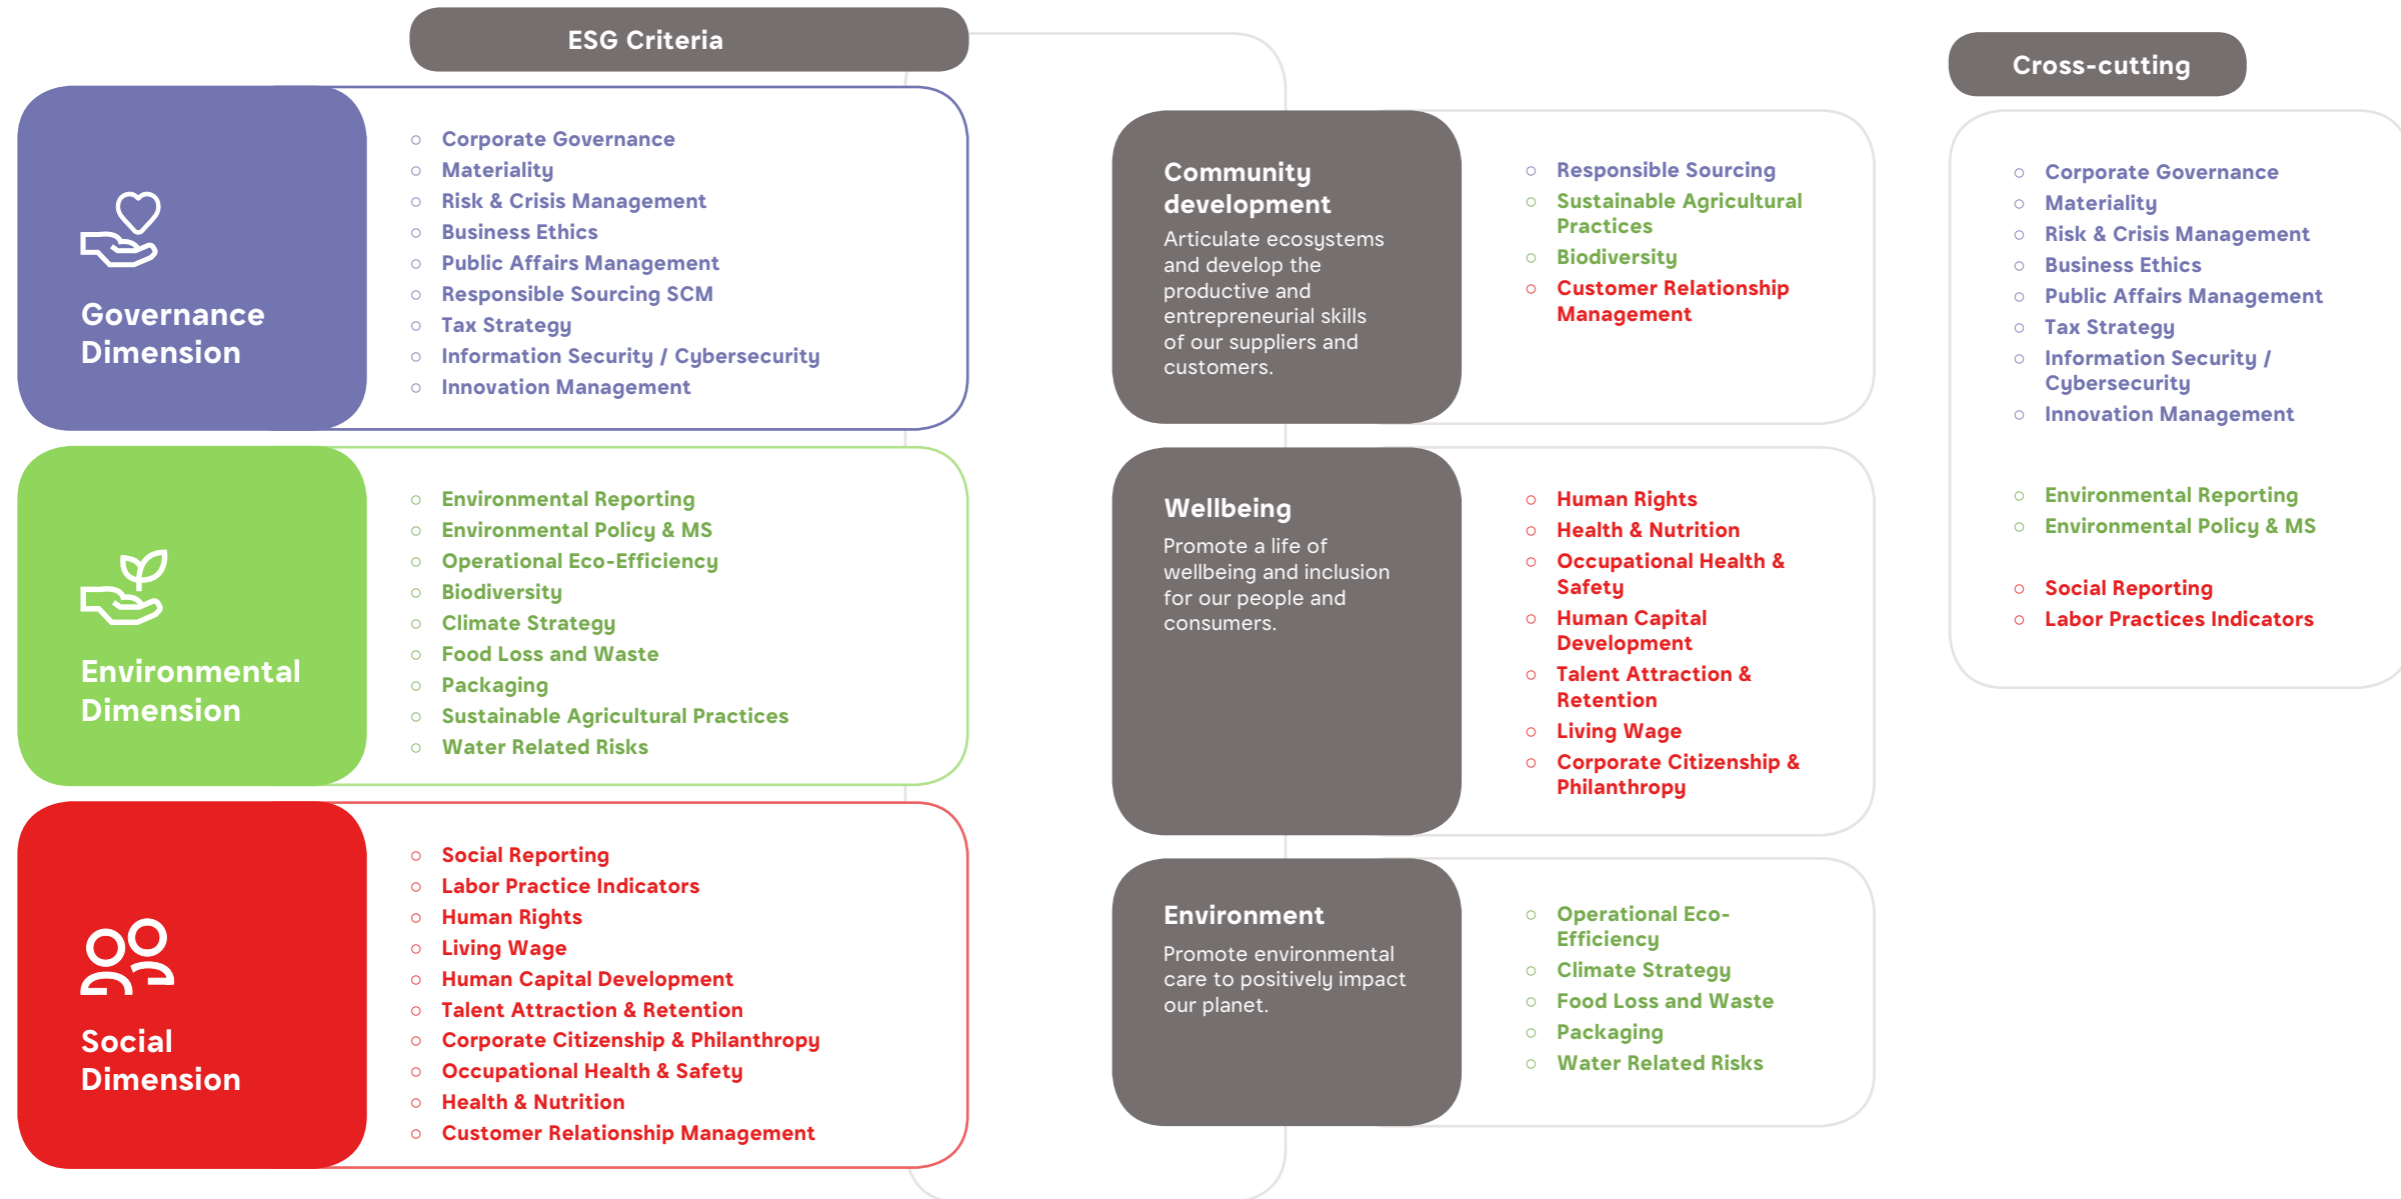 ESG Criteria
Governance
Dimension
Corporate Governance
Materiality
Risk & Crisis Management
Business Ethics
Public Affairs Management
Responsible Sourcing SCM
Tax Strategy
Information Security / Cybersecurity
Innovation Management
Environmental
Dimension
Environmental Reporting
Environmental Policy & MS
Operational Eco-Efficiency
Biodiversity
Climate Strategy
Food Loss and Waste
Packaging
Sustainable Agricultural Practices
Water Related Risks
Social
Dimension
Social Reporting
Labor Practice Indicators
Human Rights
Living Wage
Human Capital Development
Talent Attraction & Retention
Corporate Citizenship & Philanthropy
Occupational Health & Safety
Health & Nutrition
Customer Relationship Management
Community
development
Articulate ecosystems
and develop the
productive and
entrepreneurial skills
of our suppliers and
customers.
Responsible Sourcing
Sustainable Agricultural
Practices
Biodiversity
Customer Relationship
Management
Wellbeing
Promote a life of
wellbeing and inclusion
for our people and
consumers.
Human Rights
Health & Nutrition
Occupational Health &
Safety
Human Capital
Development
Talent Attraction &
Retention
Living Wage
Corporate Citizenship &
Philanthropy
Environment
Promote environmental
care to positively impact
our planet.
Operational Eco-
Efficiency
Climate Strategy
Food Loss and Waste
Packaging
Water Related Risks
Cross-cutting
Corporate Governance
Materiality
Risk & Crisis Management
Business Ethics
Public Affairs Management
Tax Strategy
Information Security /
Cybersecurity
Innovation Management
Environmental Reporting
Environmental Policy & MS
Social Reporting
Labor Practices Indicators